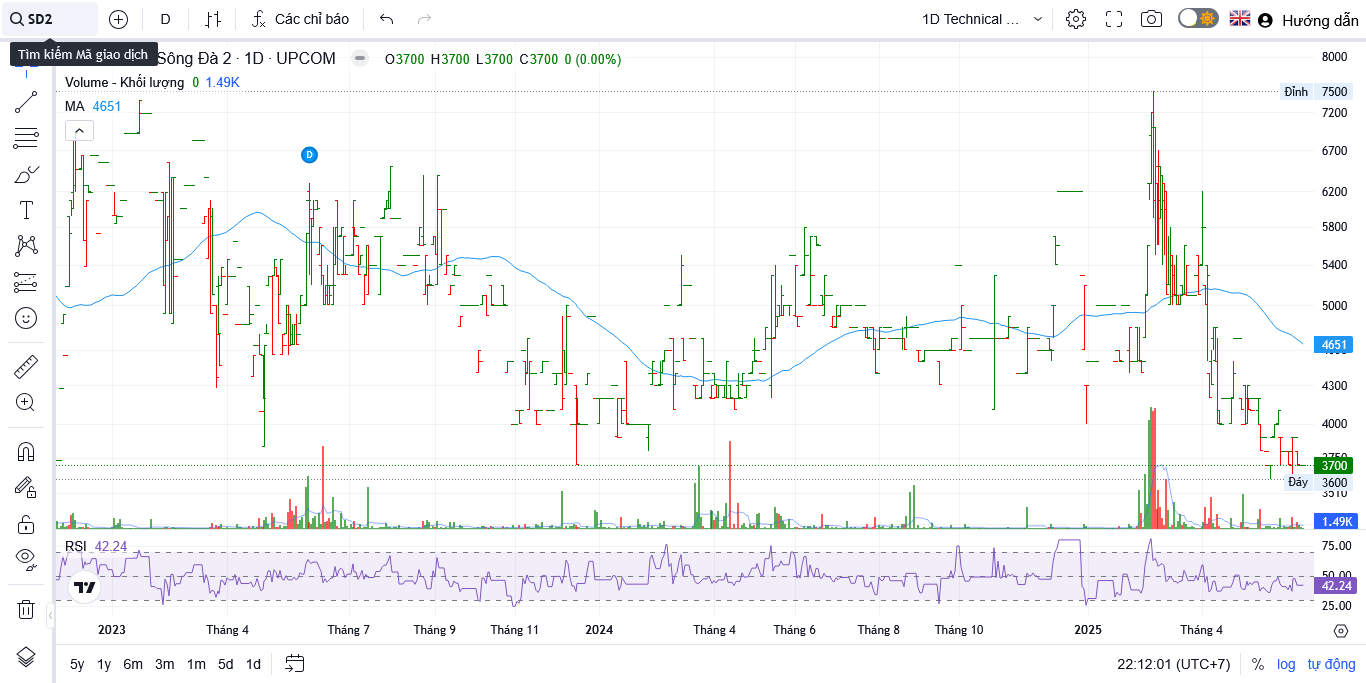 SD2
D
Các chỉ báo
1D Technical ...
Hướng dẫn
Tìm kiếm Mã giao dịch
Sông Đà 2 · 1D · UPCOM
O3700 H3700 L3700 C3700 0 (0.00%)
Volume - Khối lượng 0 1.49K
MA 4651
D
8000
Đỉnh 7500
7200
6700
6200
5800
5400
5000
4651
4300
4000
3750
3700
Đáy 3600
3510
1.49K
RSI 42.24
75.00
50.00
42.24
25.00
2023 Tháng 4 Tháng 7 Tháng 9 Tháng 11 2024 Tháng 4 Tháng 6 Tháng 8 Tháng 10 2025 Tháng 4
5y 1y 6m 3m 1m 5d 1d
22:12:01 (UTC+7) % log tự động